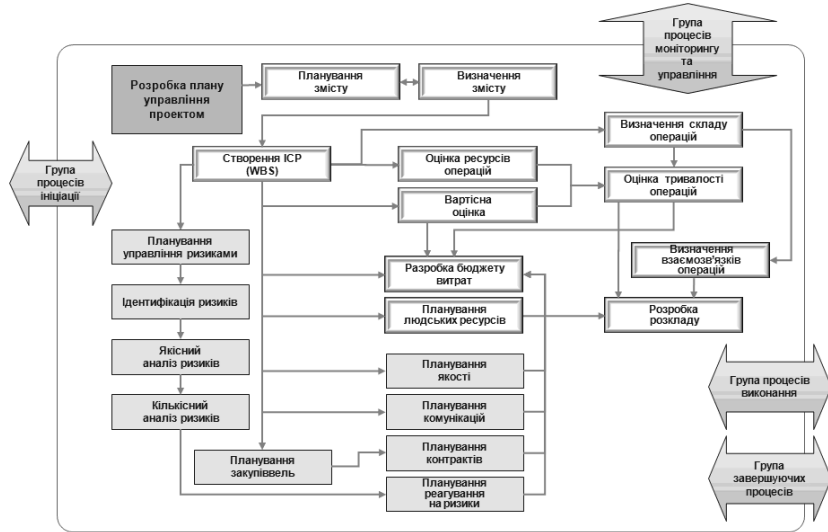 Група
процесів
моніторингу
та
управління
Розробка плану
управління
проектом
Планування
змісту
Визначення
змісту
Група
процесів
ініціації
Створення ІСР
(WBS)
Оцінка ресурсів
операцій
Визначення складу
операцій
Вартісна
оцінка
Оцінка тривалості
операцій
Планування
управління ризиками
Разробка бюджету
витрат
Визначення
взаємозв'язків
операцій
Ідентифікація ризиків
Планування
людських ресурсів
Розробка
розкладу
Якісний
аналіз ризиків
Планування
якості
Група процесів
виконання
Кількісний
аналіз ризиків
Планування
комунікацій
Планування
закупіввель
Планування
контрактів
Група
завершуючих
процесів
Планування
реагування
на ризики